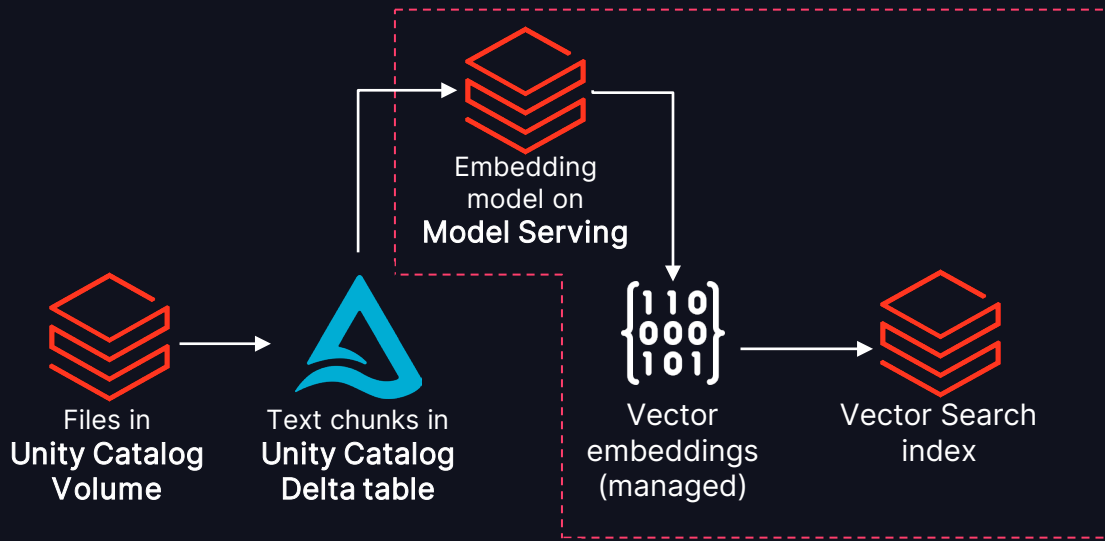 Embedding
model on
Model Serving
110
000
101
Files in
Unity Catalog
Volume
Text chunks in
Unity Catalog
Delta table
Vector
embeddings
(managed)
Vector Search
index